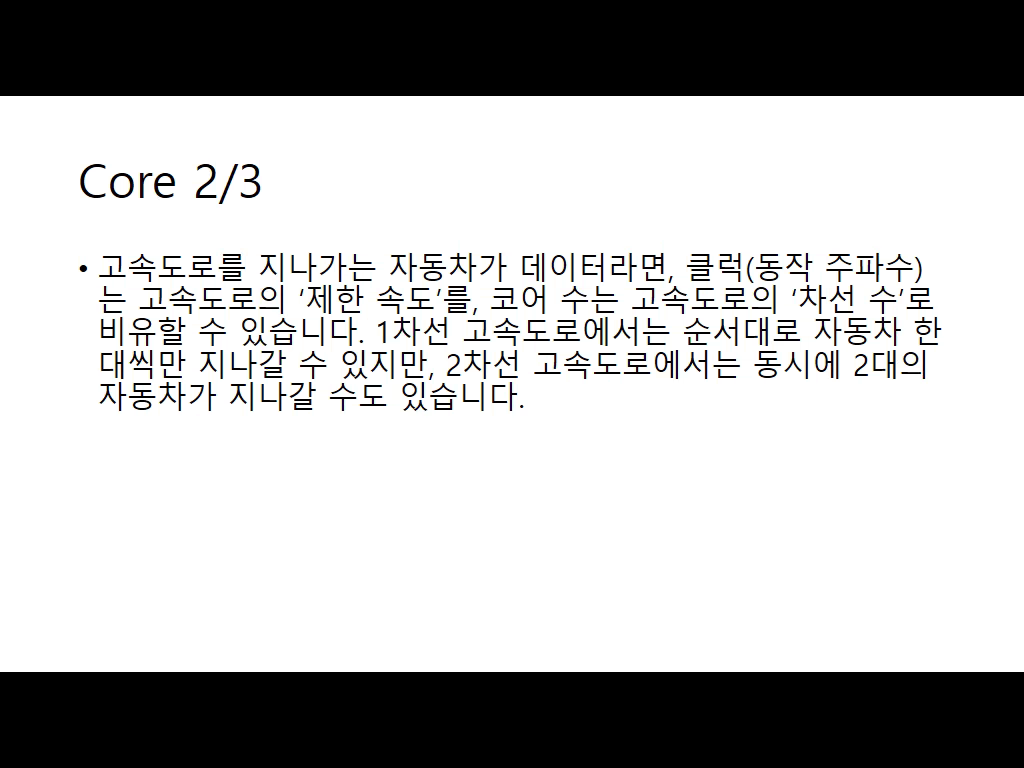 Core 2/3
• 고속도로를 지나가는 자동차가 데이터라면, 클럭(동작 주파수)
는 고속도로의 ‘제한 속도’를, 코어 수는 고속도로의 ‘차선 수’로
비유할 수 있습니다. 1차선 고속도로에서는 순서대로 자동차 한
대씩만 지나갈 수 있지만, 2차선 고속도로에서는 동시에 2대의
자동차가 지나갈 수도 있습니다.